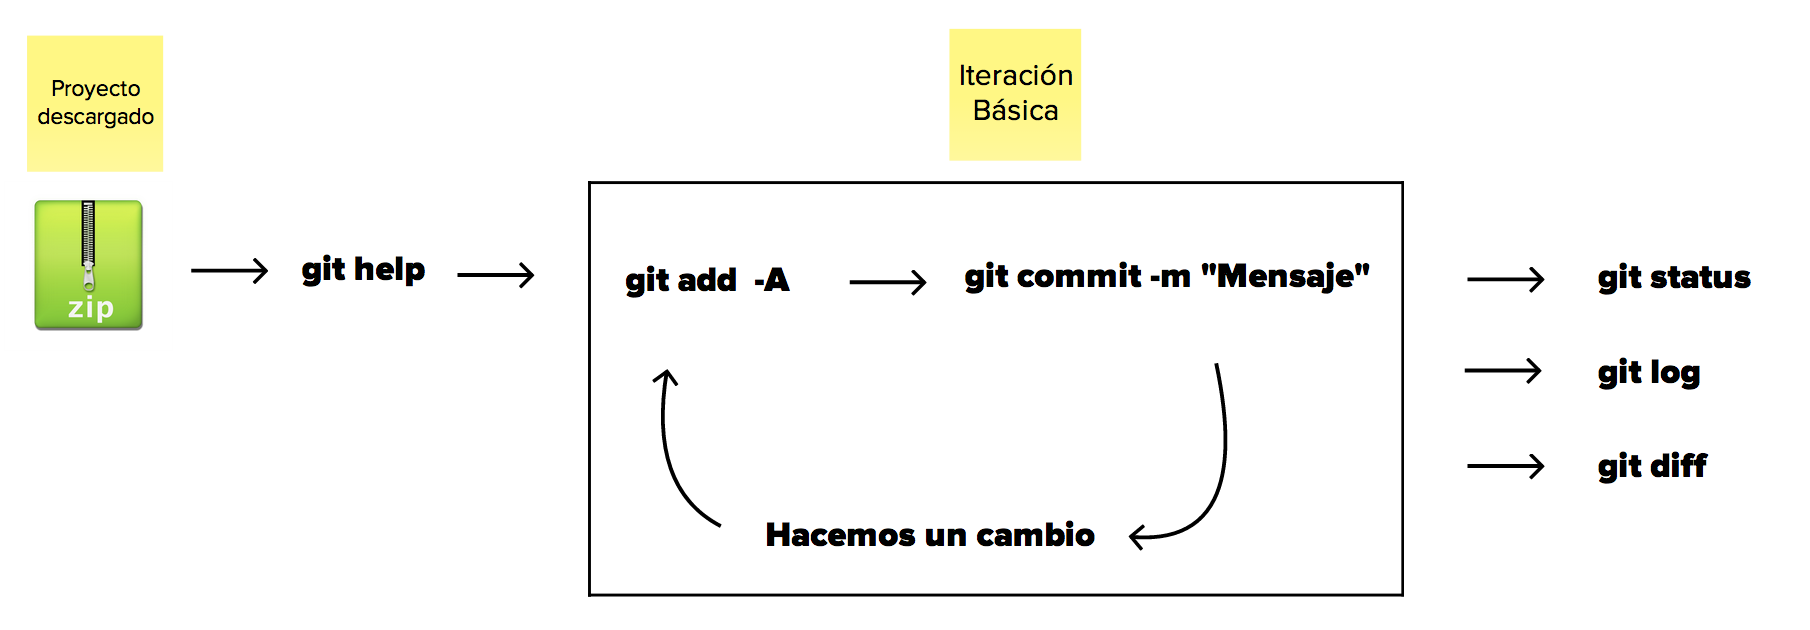 Proyecto
descargado
Iteración
Básica
zip
git help
git add -A
git commit -m "Mensaje"
Hacemos un cambio
git status
git log
git diff